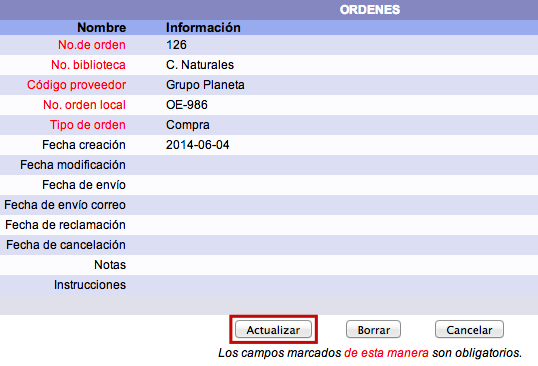 ORDENES
Nombre Información
No.de orden 126
No. biblioteca C. Naturales
Código proveedor Grupo Planeta
No. orden local OE-986
Tipo de orden Compra
Fecha creación 2014-06-04
Fecha modificación
Fecha de envío
Fecha de envío correo
Fecha de reclamación
Fecha de cancelación
Notas
Instrucciones
Actualizar Borrar Cancelar
Los campos marcados de esta manera son obligatorios.